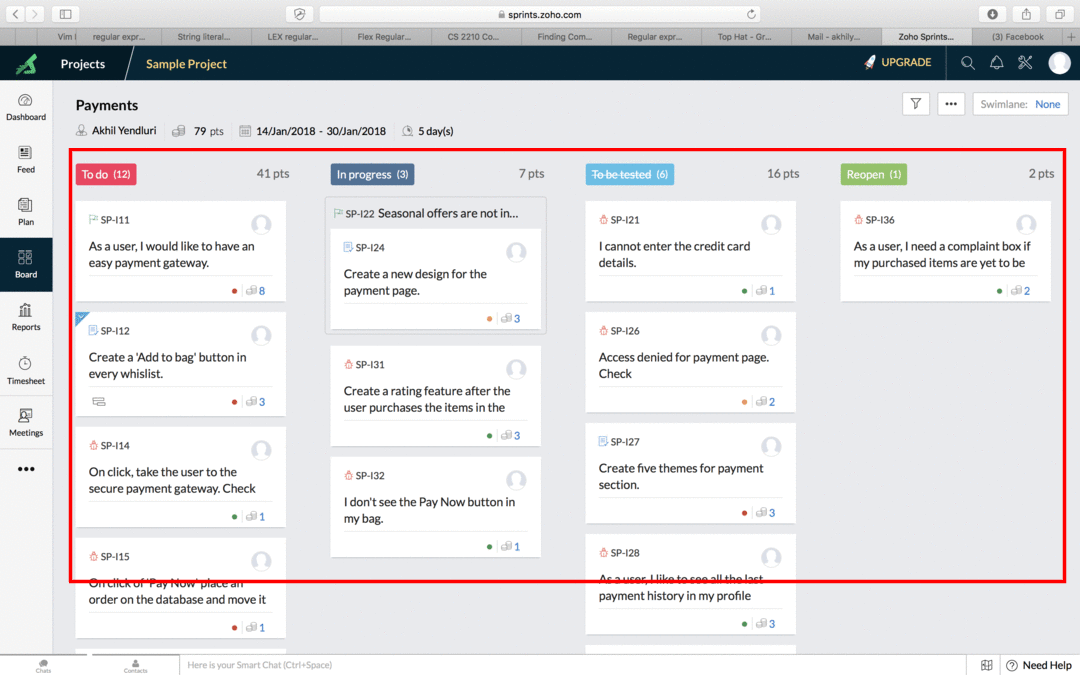 sprints.zoho.com
Vim
regular expr...
String literal...
LEX regular...
Flex Regular...
CS 2210 Co...
Finding Com...
Regular expr...
Top Hat - Gr...
Mail - akhily...
Zoho Sprints...
(3) Facebook
Projects
Sample Project
UPGRADE
Dashboard
Feed
Plan
Board
Reports
Timesheet
Meetings
Payments
Swimlane: None
Akhil Yendluri
79 pts
14/Jan/2018 - 30/Jan/2018
5 day(s)
To do (12)
41 pts
SP-I11
As a user, I would like to have an
easy payment gateway.
8
SP-I12
Create a 'Add to bag' button in
every whislist.
3
SP-I14
On click, take the user to the
secure payment gateway. Check
1
SP-I15
On click of 'Pay Now' place an
order on the database and move it
1
In progress (3)
7 pts
SP-I22 Seasonal offers are not in...
SP-I24
Create a new design for the
payment page.
3
SP-I31
Create a rating feature after the
user purchases the items in the
3
SP-I32
I don't see the Pay Now button in
my bag.
1
To be tested (6)
16 pts
SP-I21
I cannot enter the credit card
details.
1
SP-I26
Access denied for payment page.
Check
2
SP-I27
Create five themes for payment
section.
3
SP-I28
As a user, I like to see all the last
payment history in my profile
3
Reopen (1)
2 pts
SP-I36
As a user, I need a complaint box if
my purchased items are yet to be
2
Chats
Contacts
Here is your Smart Chat (Ctrl+Space)
Need Help